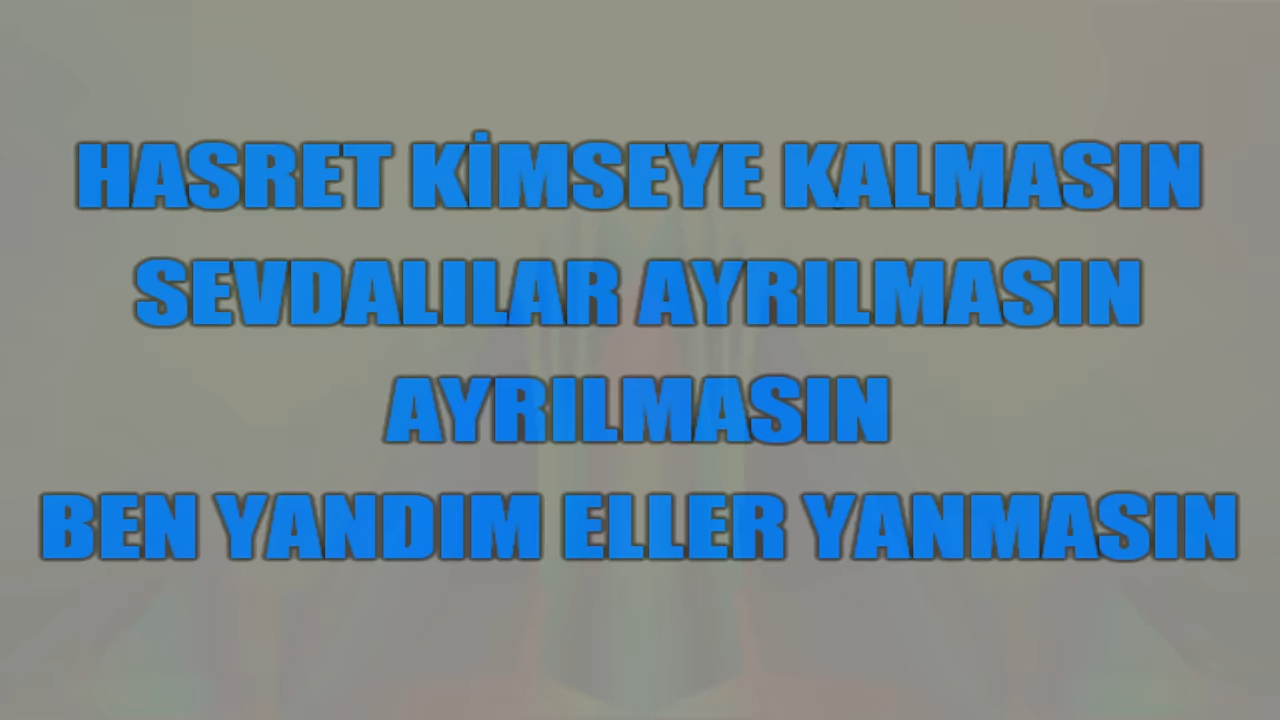 HASRET KİMSEYE KALMASIN
SEVDALILAR AYRILMASIN
AYRILMASIN
BEN YANDIM ELLER YANMASIN